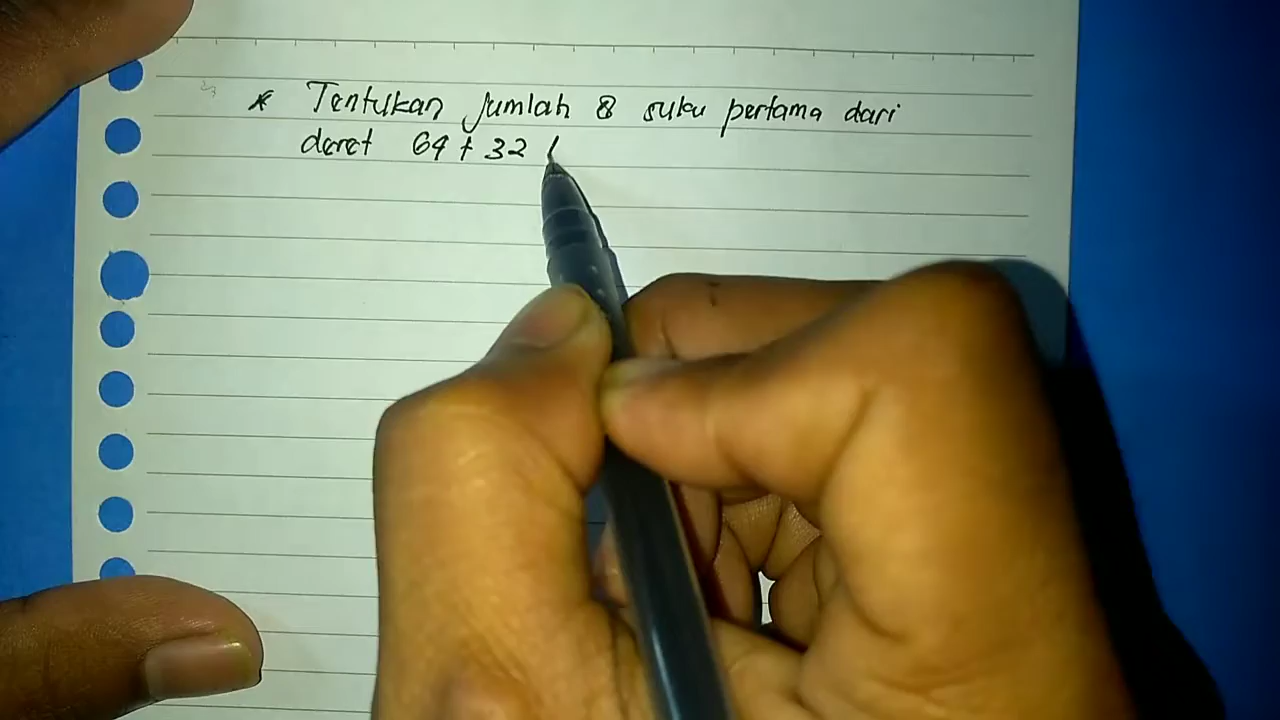 * Tentukan Jumlah 8 suku pertama dari
deret 64 + 32